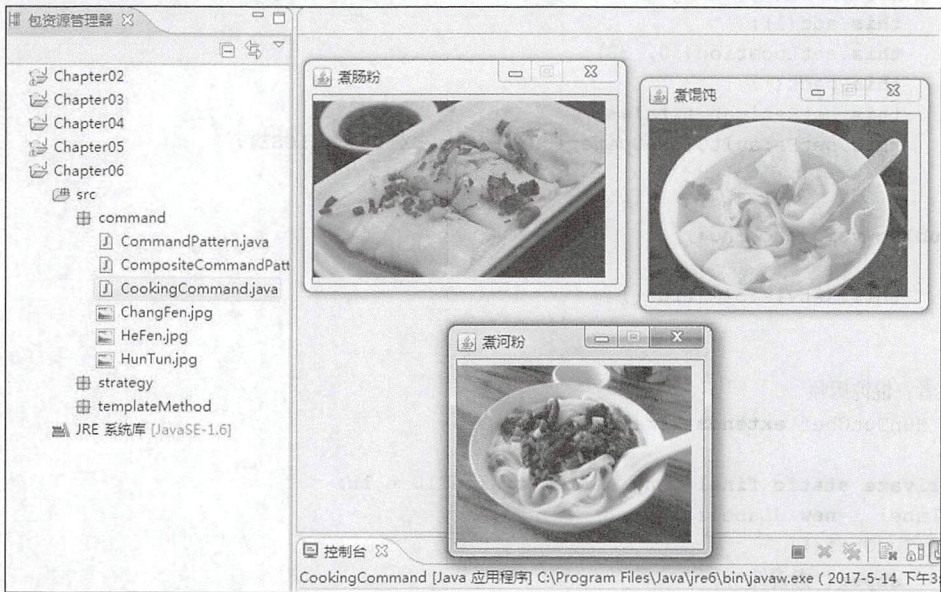 包资源管理器
Chapter02
Chapter03
Chapter04
Chapter05
Chapter06
src
command
CommandPattern.java
CompositeCommandPatt
CookingCommand.java
ChangFen.jpg
HeFen.jpg
HunTun.jpg
strategy
templateMethod
JRE 系统库 [JavaSE-1.6]
煮肠粉
煮馄饨
煮河粉
控制台
CookingCommand [Java 应用程序] C:\Program Files\Java\jre6\bin\javaw.exe ( 2017-5-14 下午3: